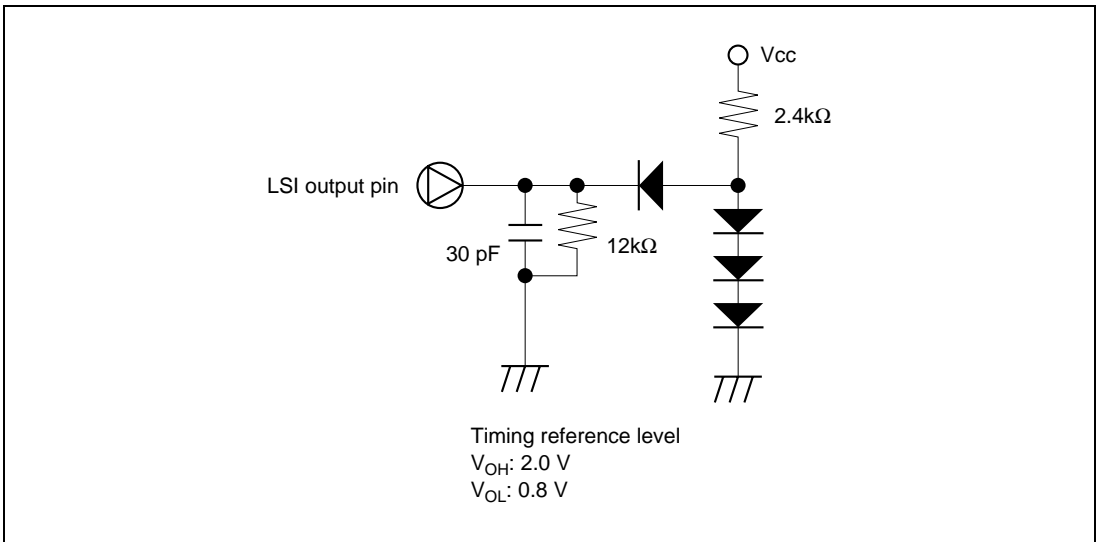 Vcc
2.4kΩ
LSI output pin
30 pF
12kΩ
Timing reference level
VOH: 2.0 V
VOL: 0.8 V